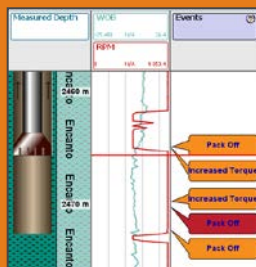 Measured Depth
WOB
Events
RPM
N/A
Encanto
2460 m
Encanto
Pack Off
Increased Torque
Encanto
2470 m
Increased Torque
Pack Off
Encanto
Pack Off